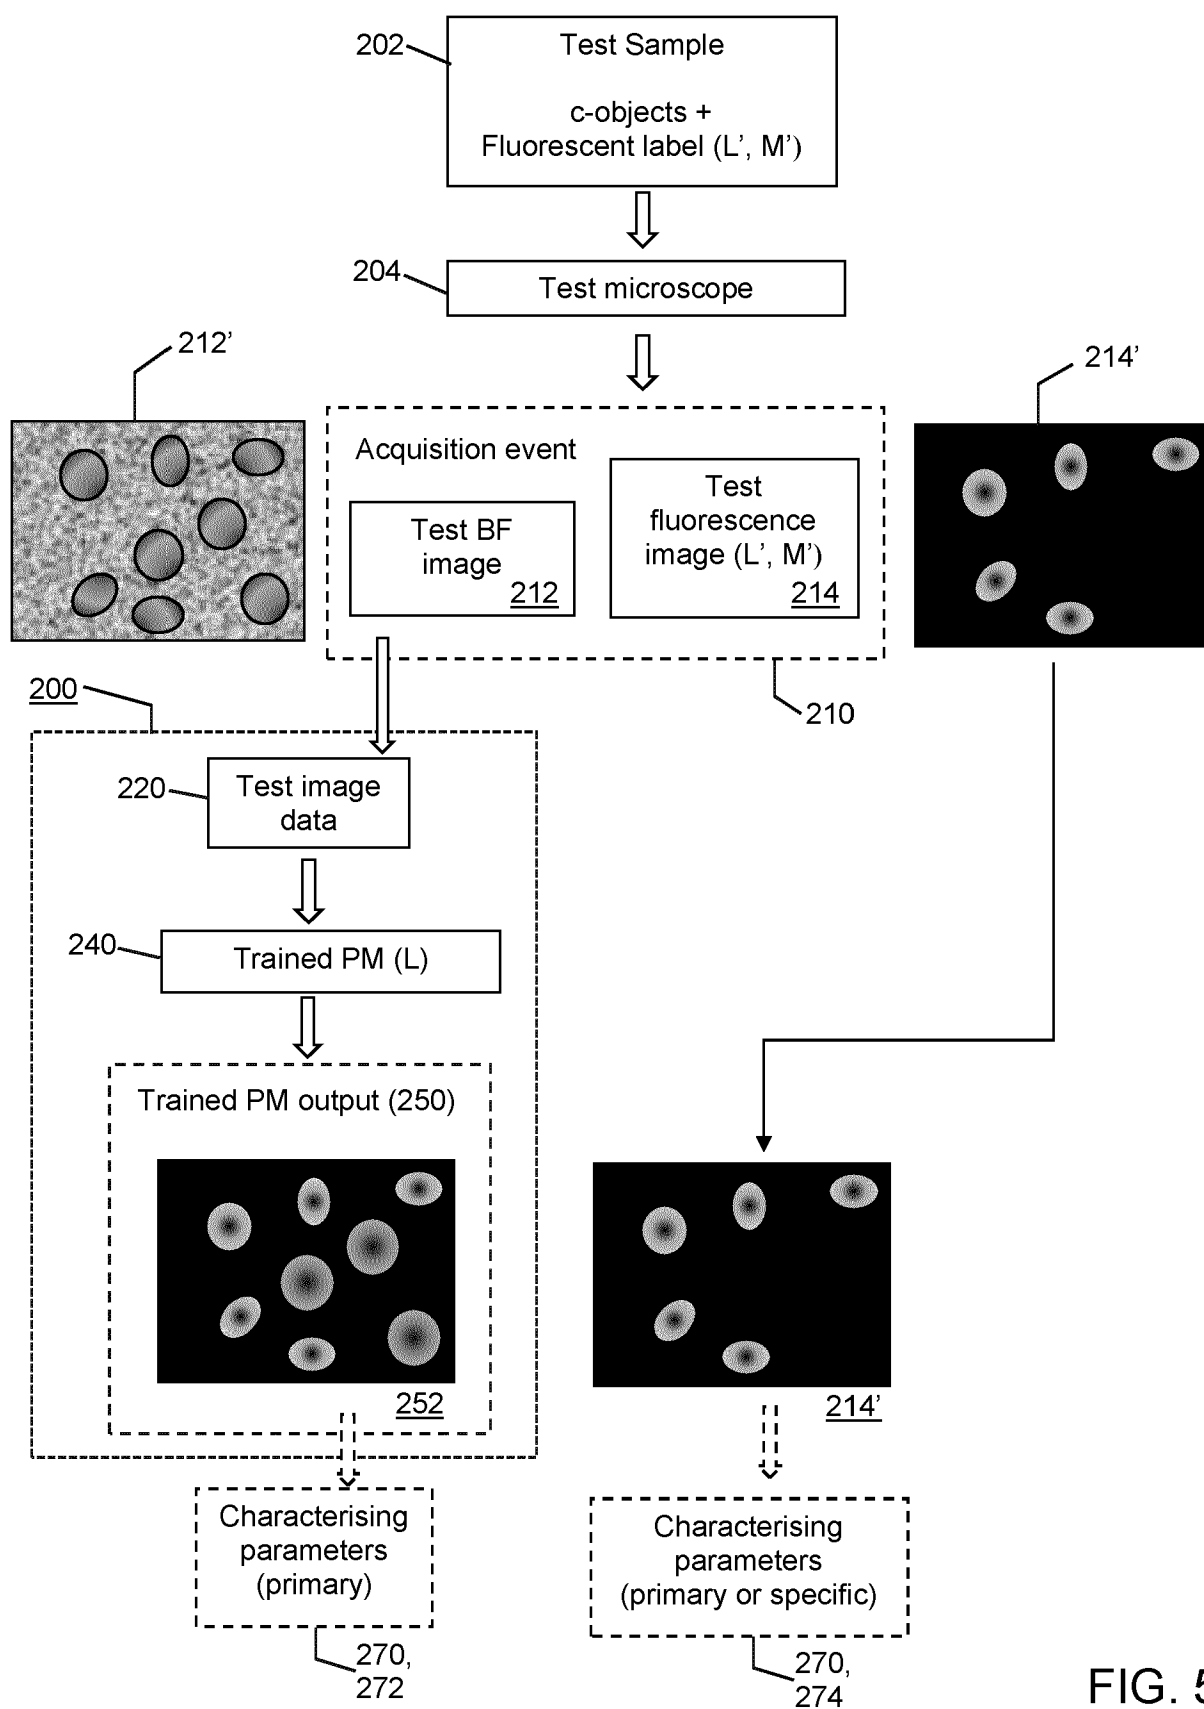 202
Test Sample
c-objects +
Fluorescent label (L’, M’)
204
Test microscope
212’
214’
Acquisition event
Test BF
image
212
Test
fluorescence
image (L’, M’)
214
200
210
220
Test image
data
240
Trained PM (L)
Trained PM output (250)
252
214’
Characterising
parameters
(primary)
Characterising
parameters
(primary or specific)
270,
272
270,
274
FIG. 5